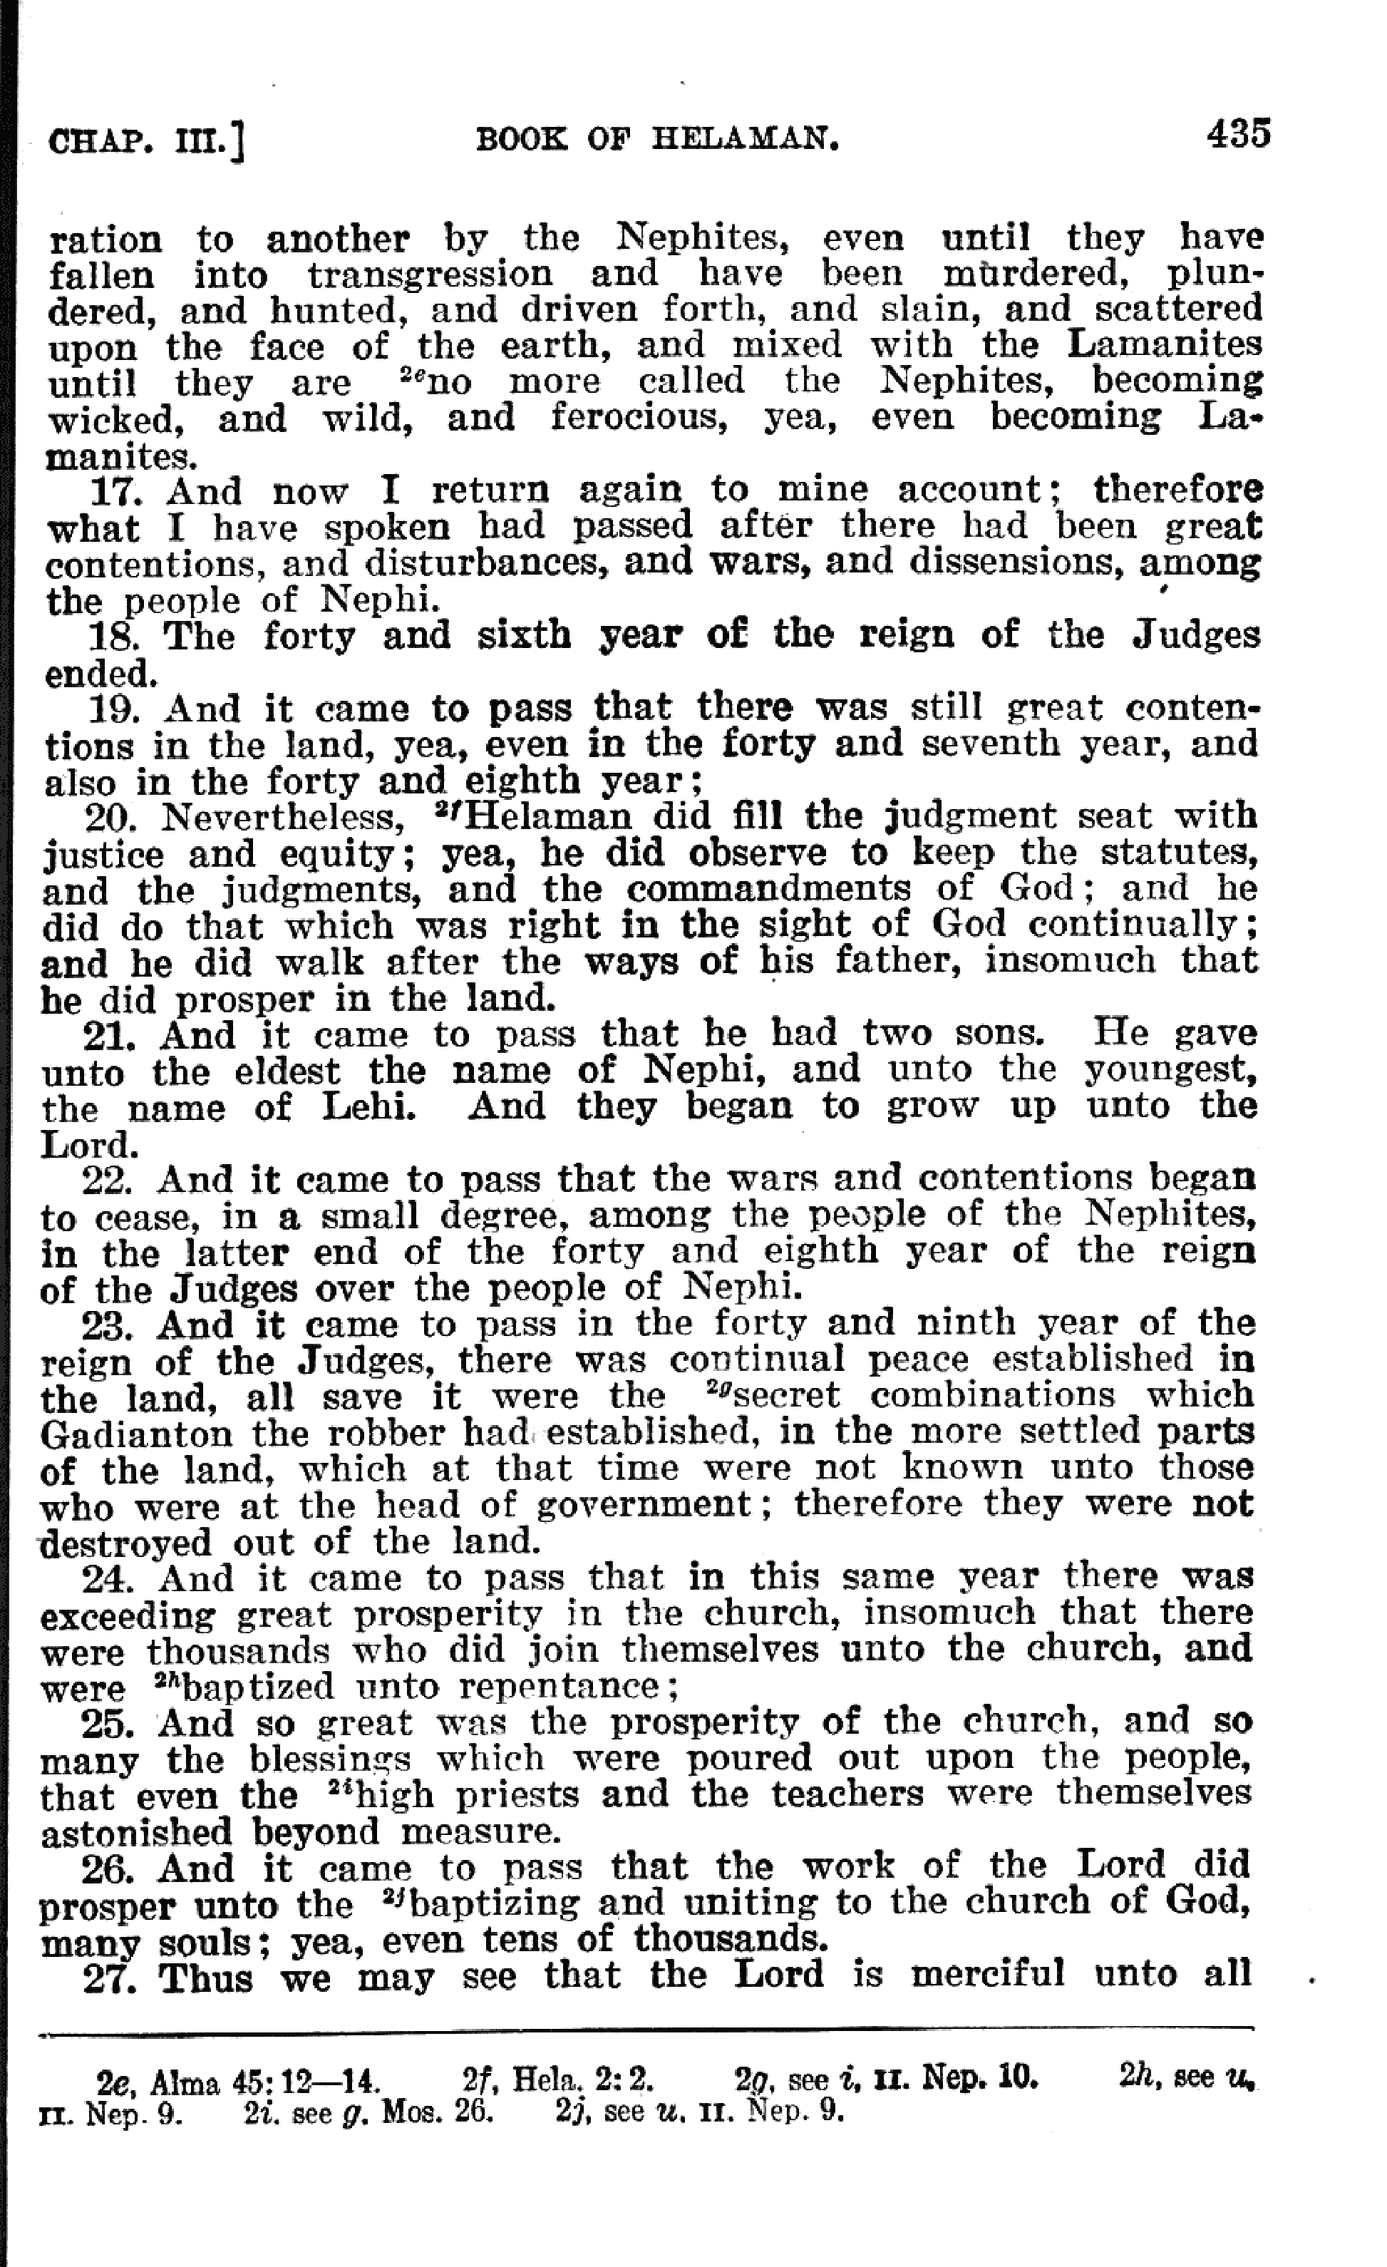 CHAP. III.] BOOK OF HELAMAN. 435
ration to another by the Nephites, even until they have
fallen into transgression and have been murdered, plun-
dered, and hunted, and driven forth, and slain, and scattered
upon the face of the earth, and mixed with the Lamanites
until they are 2eno more called the Nephites, becoming
wicked, and wild, and ferocious, yea, even becoming La-
manites.
17. And now I return again to mine account; therefore
what I have spoken had passed after there had been great
contentions, and disturbances, and wars, and dissensions, among
the people of Nephi.
18. The forty and sixth year of the reign of the Judges
ended.
19. And it came to pass that there was still great conten-
tions in the land, yea, even in the forty and seventh year, and
also in the forty and eighth year;
20. Nevertheless, 2fHelaman did fill the judgment seat with
justice and equity; yea, he did observe to keep the statutes,
and the judgments, and the commandments of God; and he
did do that which was right in the sight of God continually;
and he did walk after the ways of his father, insomuch that
he did prosper in the land.
21. And it came to pass that he had two sons. He gave
unto the eldest the name of Nephi, and unto the youngest,
the name of Lehi. And they began to grow up unto the
Lord.
22. And it came to pass that the wars and contentions began
to cease, in a small degree, among the people of the Nephites,
in the latter end of the forty and eighth year of the reign
of the Judges over the people of Nephi.
23. And it came to pass in the forty and ninth year of the
reign of the Judges, there was continual peace established in
the land, all save it were the 2gsecret combinations which
Gadianton the robber had established, in the more settled parts
of the land, which at that time were not known unto those
who were at the head of government; therefore they were not
destroyed out of the land.
24. And it came to pass that in this same year there was
exceeding great prosperity in the church, insomuch that there
were thousands who did join themselves unto the church, and
were 2hbaptized unto repentance;
25. And so great was the prosperity of the church, and so
many the blessings which were poured out upon the people,
that even the 2ihigh priests and the teachers were themselves
astonished beyond measure.
26. And it came to pass that the work of the Lord did
prosper unto the 2jbaptizing and uniting to the church of God,
many souls; yea, even tens of thousands.
27. Thus we may see that the Lord is merciful unto all
2e, Alma 45:12—14. 2f, Hela. 2:2. 2g, see i, II. Nep. 10. 2h, see u,
II. Nep. 9. 2i. see g. Mos. 26. 2j, see u. II. Nep. 9.